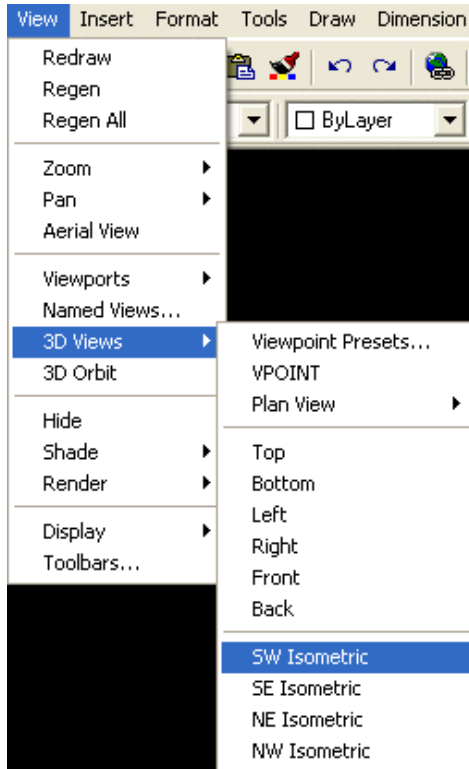 View Insert Format Tools Draw Dimension
Redraw
Regen
Regen All
ByLayer
Zoom
Pan
Aerial View
Viewports
Named Views...
3D Views
3D Orbit
Hide
Shade
Render
Display
Toolbars...
Viewpoint Presets...
VPOINT
Plan View
Top
Bottom
Left
Right
Front
Back
SW Isometric
SE Isometric
NE Isometric
NW Isometric